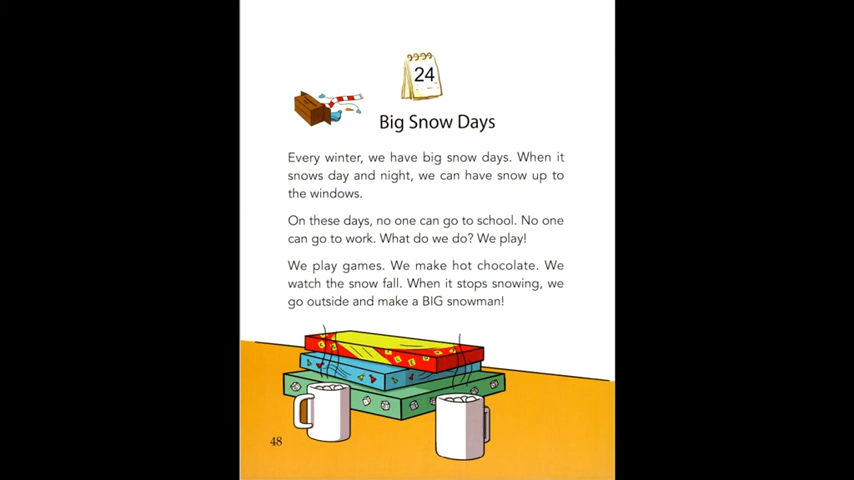 24
Big Snow Days
Every winter, we have big snow days. When it
snows day and night, we can have snow up to
the windows.
On these days, no one can go to school. No one
can go to work. What do we do? We play!
We play games. We make hot chocolate. We
watch the snow fall. When it stops snowing, we
go outside and make a BIG snowman!
48